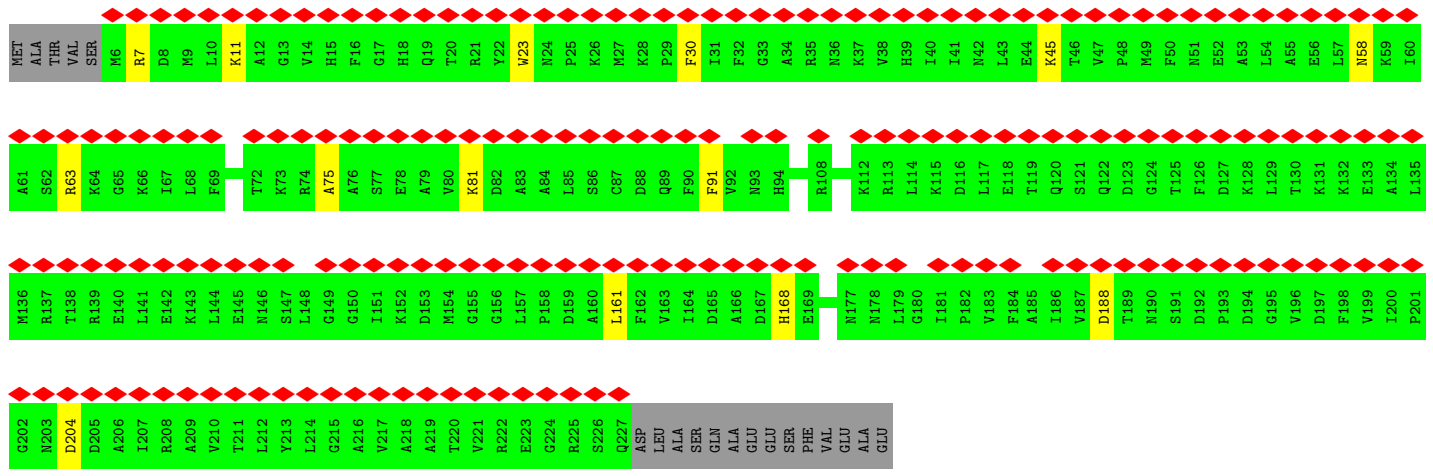 MET ALA THR VAL SER M6 R7 D8 M9 L10 K11 A12 G13 V14 H15 F16 G17 H18 Q19 T20 R21 Y22 W23 N24 P25 K26 M27 K28 P29 F30 I31 F32 G33 A34 R35 N36 K37 V38 H39 I40 I41 N42 L43 E44 K45 T46 V47 P48 M49 F50 N51 E52 A53 L54 A55 E56 L57 N58 K59 I60
A61 S62 R63 K64 G65 K66 I67 L68 F69 T72 K73 R74 A75 A76 S77 E78 A79 V80 K81 D82 A83 A84 L85 S86 C87 D88 Q89 F90 F91 V92 N93 H94 R108 K112 R113 L114 K115 D116 L117 E118 T119 Q120 S121 Q122 D123 G124 T125 F126 D127 K128 L129 T130 K131 K132 E133 A134 L135
M136 R137 T138 R139 E140 L141 E142 K143 L144 E145 N146 S147 L148 G149 G150 I151 K152 D153 M154 G155 G156 L157 P158 D159 A160 L161 F162 V163 I164 D165 A166 D167 H168 E169 N177 N178 L179 G180 I181 P182 V183 F184 A185 I186 V187 D188 T189 N190 S191 D192 P193 D194 G195 V196 D197 F198 V199 I200 P201
G202 N203 D204 D205 A206 I207 R208 A209 V210 T211 L212 Y213 L214 G215 A216 V217 A218 A219 T220 V221 R222 E223 G224 R225 S226 Q227 ASP LEU ALA SER GLN ALA GLU GLU SER PHE VAL GLU ALA GLU